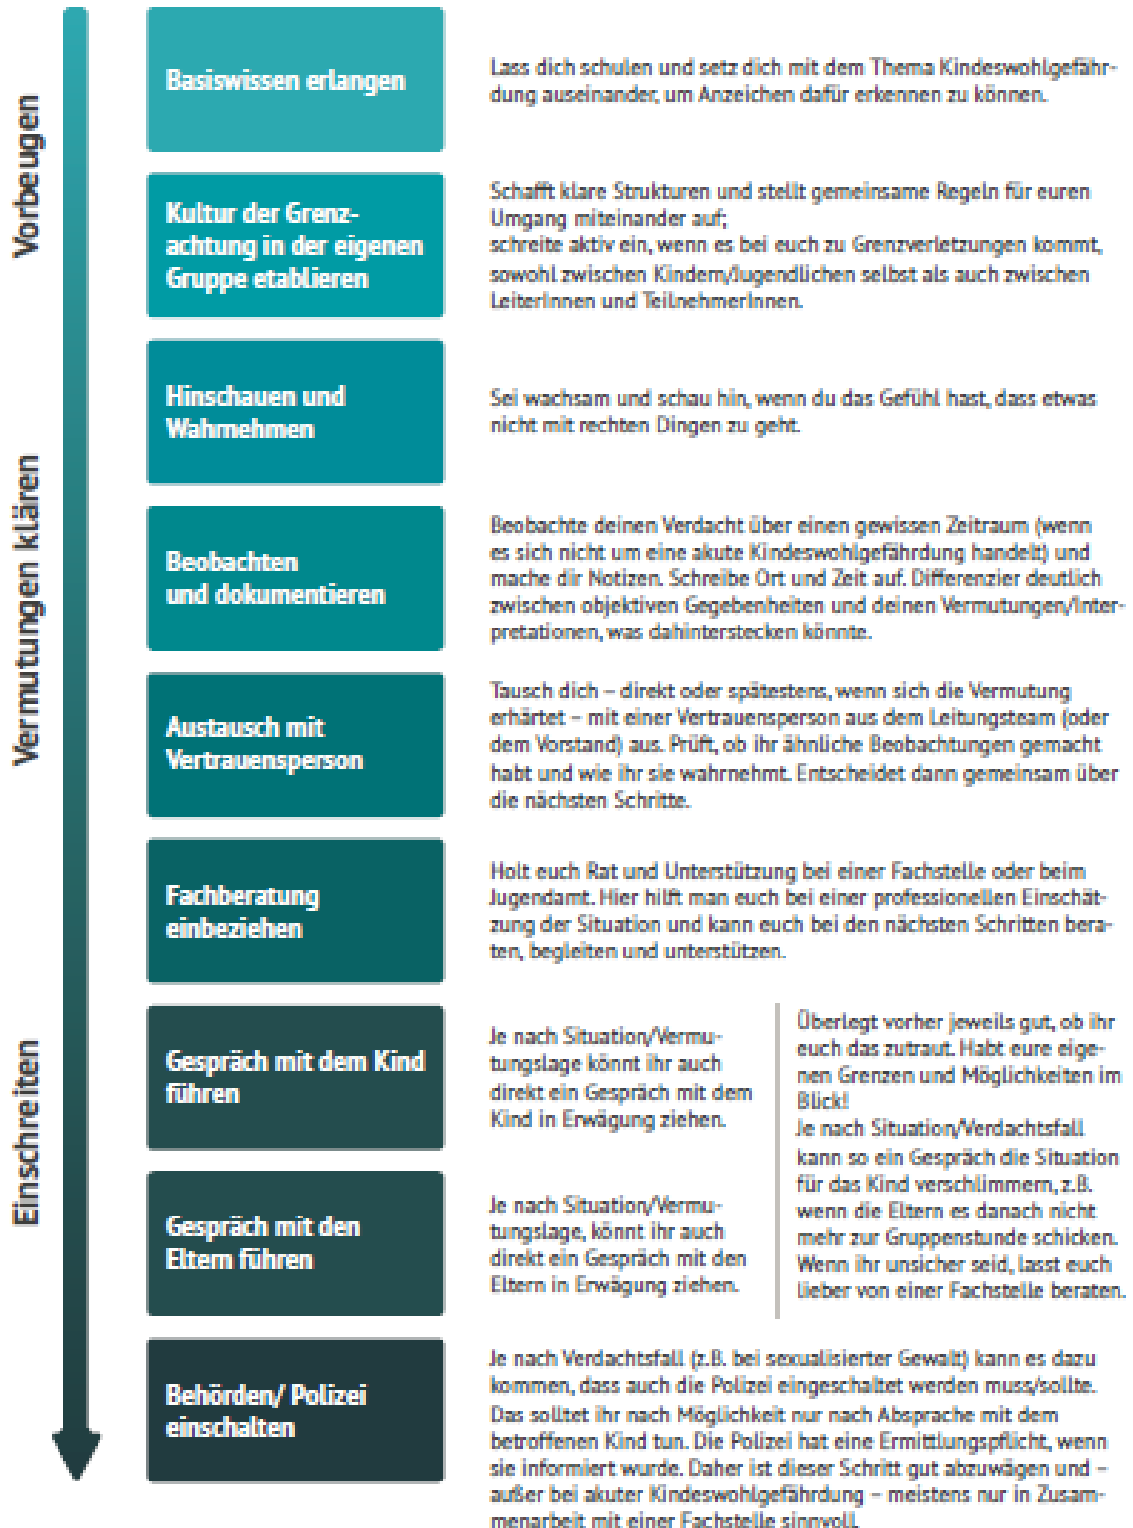 Vorbeugen
Basiswissen erlangen
Lass dich schulen und setz dich mit dem Thema Kindeswohlgefähr-
dung auseinander, um Anzeichen dafür erkennen zu können.
Kultur der Grenz-
achtung in der eigenen
Gruppe etablieren
Schafft klare Strukturen und stellt gemeinsame Regeln für euren
Umgang miteinander auf;
schreite aktiv ein, wenn es bei euch zu Grenzverletzungen kommt,
sowohl zwischen Kindern/Jugendlichen selbst als auch zwischen
LeiterInnen und TeilnehmerInnen.
Vermutungen klären
Hinschauen und
Wahrnehmen
Sei wachsam und schau hin, wenn du das Gefühl hast, dass etwas
nicht mit rechten Dingen zu geht.
Beobachten
und dokumentieren
Beobachte deinen Verdacht über einen gewissen Zeitraum (wenn
es sich nicht um eine akute Kindeswohlgefährdung handelt) und
mache dir Notizen. Schreibe Ort und Zeit auf. Differenzier deutlich
zwischen objektiven Gegebenheiten und deinen Vermutungen/Inter-
pretationen, was dahinterstecken könnte.
Austausch mit
Vertrauensperson
Tausch dich – direkt oder spätestens, wenn sich die Vermutung
erhärtet – mit einer Vertrauensperson aus dem Leitungsteam (oder
dem Vorstand) aus. Prüft, ob ihr ähnliche Beobachtungen gemacht
habt und wie ihr sie wahrnehmt. Entscheidet dann gemeinsam über
die nächsten Schritte.
Fachberatung
einbeziehen
Holt euch Rat und Unterstützung bei einer Fachstelle oder beim
Jugendamt. Hier hilft man euch bei einer professionellen Einschät-
zung der Situation und kann euch bei den nächsten Schritten bera-
ten, begleiten und unterstützen.
Einschreiten
Gespräch mit dem Kind
führen
Je nach Situation/Vermu-
tungslage könnt ihr auch
direkt ein Gespräch mit dem
Kind in Erwägung ziehen.
Gespräch mit den
Eltern führen
Je nach Situation/Vermu-
tungslage, könnt ihr auch
direkt ein Gespräch mit den
Eltern in Erwägung ziehen.
Überlegt vorher jeweils gut, ob ihr
euch das zutraut. Habt eure eige-
nen Grenzen und Möglichkeiten im
Blick!
Je nach Situation/Verdachtsfall
kann so ein Gespräch die Situation
für das Kind verschlimmern, z.B.
wenn die Eltern es danach nicht
mehr zur Gruppenstunde schicken.
Wenn ihr unsicher seid, lasst euch
lieber von einer Fachstelle beraten.
Behörden/ Polizei
einschalten
Je nach Verdachtsfall (z.B. bei sexualisierter Gewalt) kann es dazu
kommen, dass auch die Polizei eingeschaltet werden muss/sollte.
Das solltet ihr nach Möglichkeit nur nach Absprache mit dem
betroffenen Kind tun. Die Polizei hat eine Ermittlungspflicht, wenn
sie informiert wurde. Daher ist dieser Schritt gut abzuwägen und –
außer bei akuter Kindeswohlgefährdung – meistens nur in Zusam-
menarbeit mit einer Fachstelle sinnvoll.